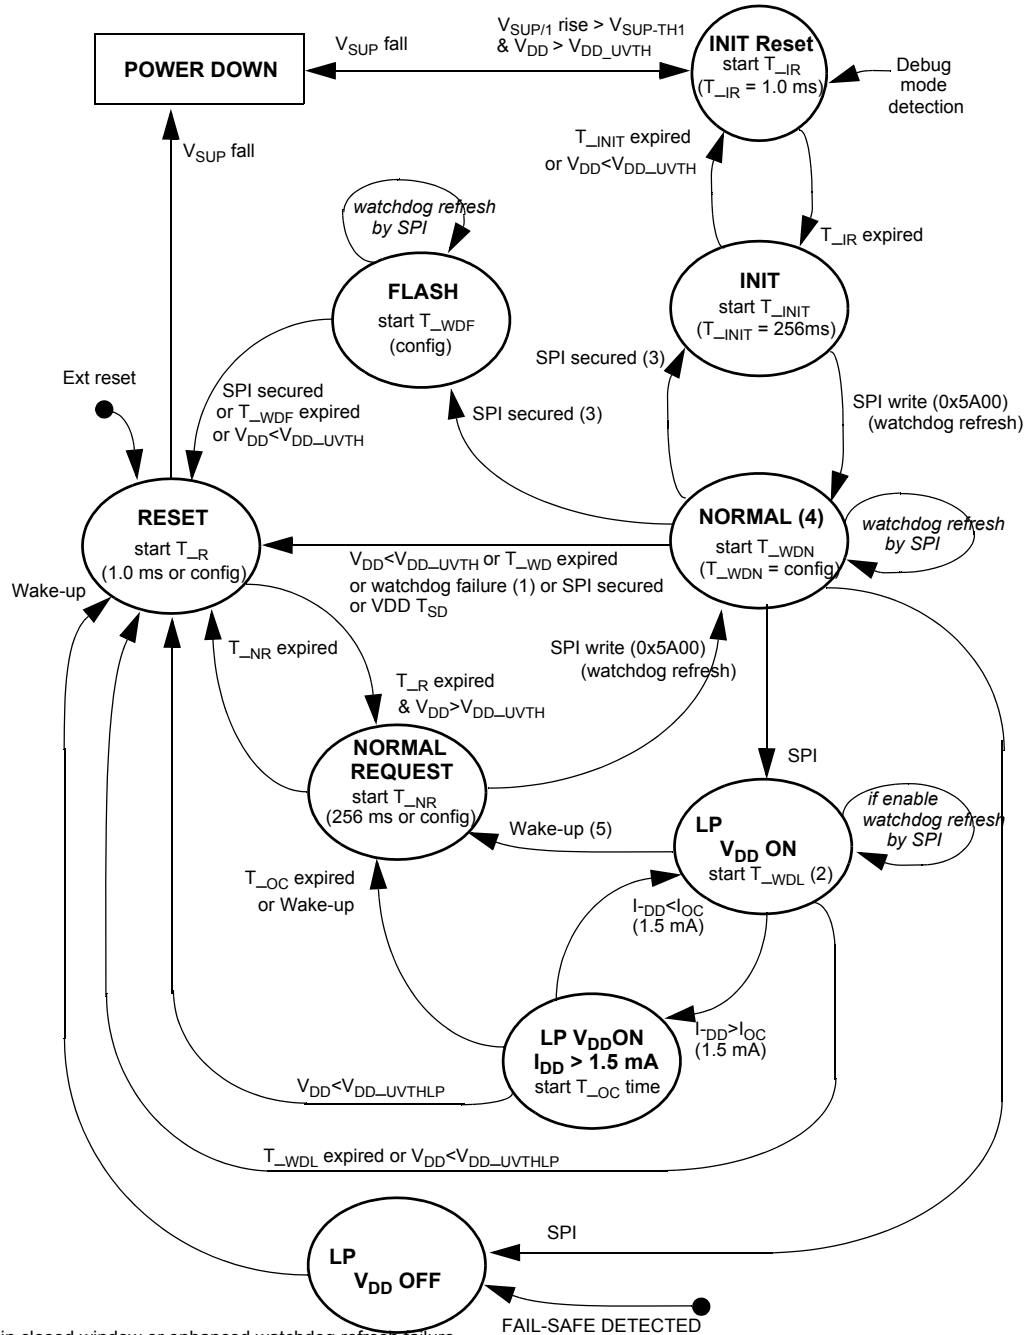 POWER DOWN
VSUP fall
VSUP/1 rise > VSUP-TH1
& VDD > VDD_UVTH
INIT Reset
start T_IR
(T_IR = 1.0 ms)
Debug
mode
detection
VSUP fall
T_INIT expired
or VDD<VDD_UVTH
T_IR expired
watchdog refresh
by SPI
FLASH
start T_WDF
(config)
INIT
start T_INIT
(T_INIT = 256ms)
SPI secured (3)
Ext reset
SPI secured
or T_WDF expired
or VDD<VDD_UVTH
SPI secured (3)
SPI write (0x5A00)
(watchdog refresh)
RESET
start T_R
(1.0 ms or config)
NORMAL (4)
start T_WDN
(T_WDN = config)
watchdog refresh
by SPI
VDD<VDD_UVTH or T_WD expired
or watchdog failure (1) or SPI secured
or VDD TSD
Wake-up
T_NR expired
SPI write (0x5A00)
(watchdog refresh)
T_R expired
& VDD>VDD_UVTH
NORMAL
REQUEST
start T_NR
(256 ms or config)
SPI
LP
VDD ON
start T_WDL (2)
if enable
watchdog refresh
by SPI
Wake-up (5)
T_OC expired
or Wake-up
I-DD<IOC
(1.5 mA)
I-DD>IOC
(1.5 mA)
LP VDDON
IDD > 1.5 mA
start T_OC time
VDD<VDD_UVTHLP
T_WDL expired or VDD<VDD_UVTHLP
SPI
LP
VDD OFF
FAIL-SAFE DETECTED
in closed window or enhanced watchdog refresh failure